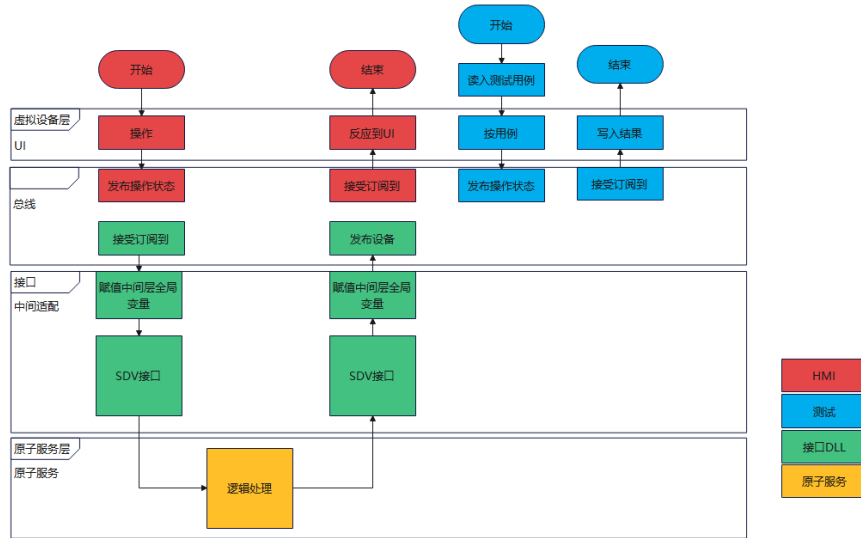 开始
开始
结束
结束
读入测试用例
虚拟设备层
UI
操作
反应到UI
按用例
写入结果
发布操作状态
接受订阅到
发布操作状态
接受订阅到
总线
接受订阅到
发布设备
接口
中间适配
赋值中间层全局
变量
赋值中间层全局
变量
SDV接口
SDV接口
HMI
测试
接口DLL
原子服务
原子服务层
原子服务
逻辑处理